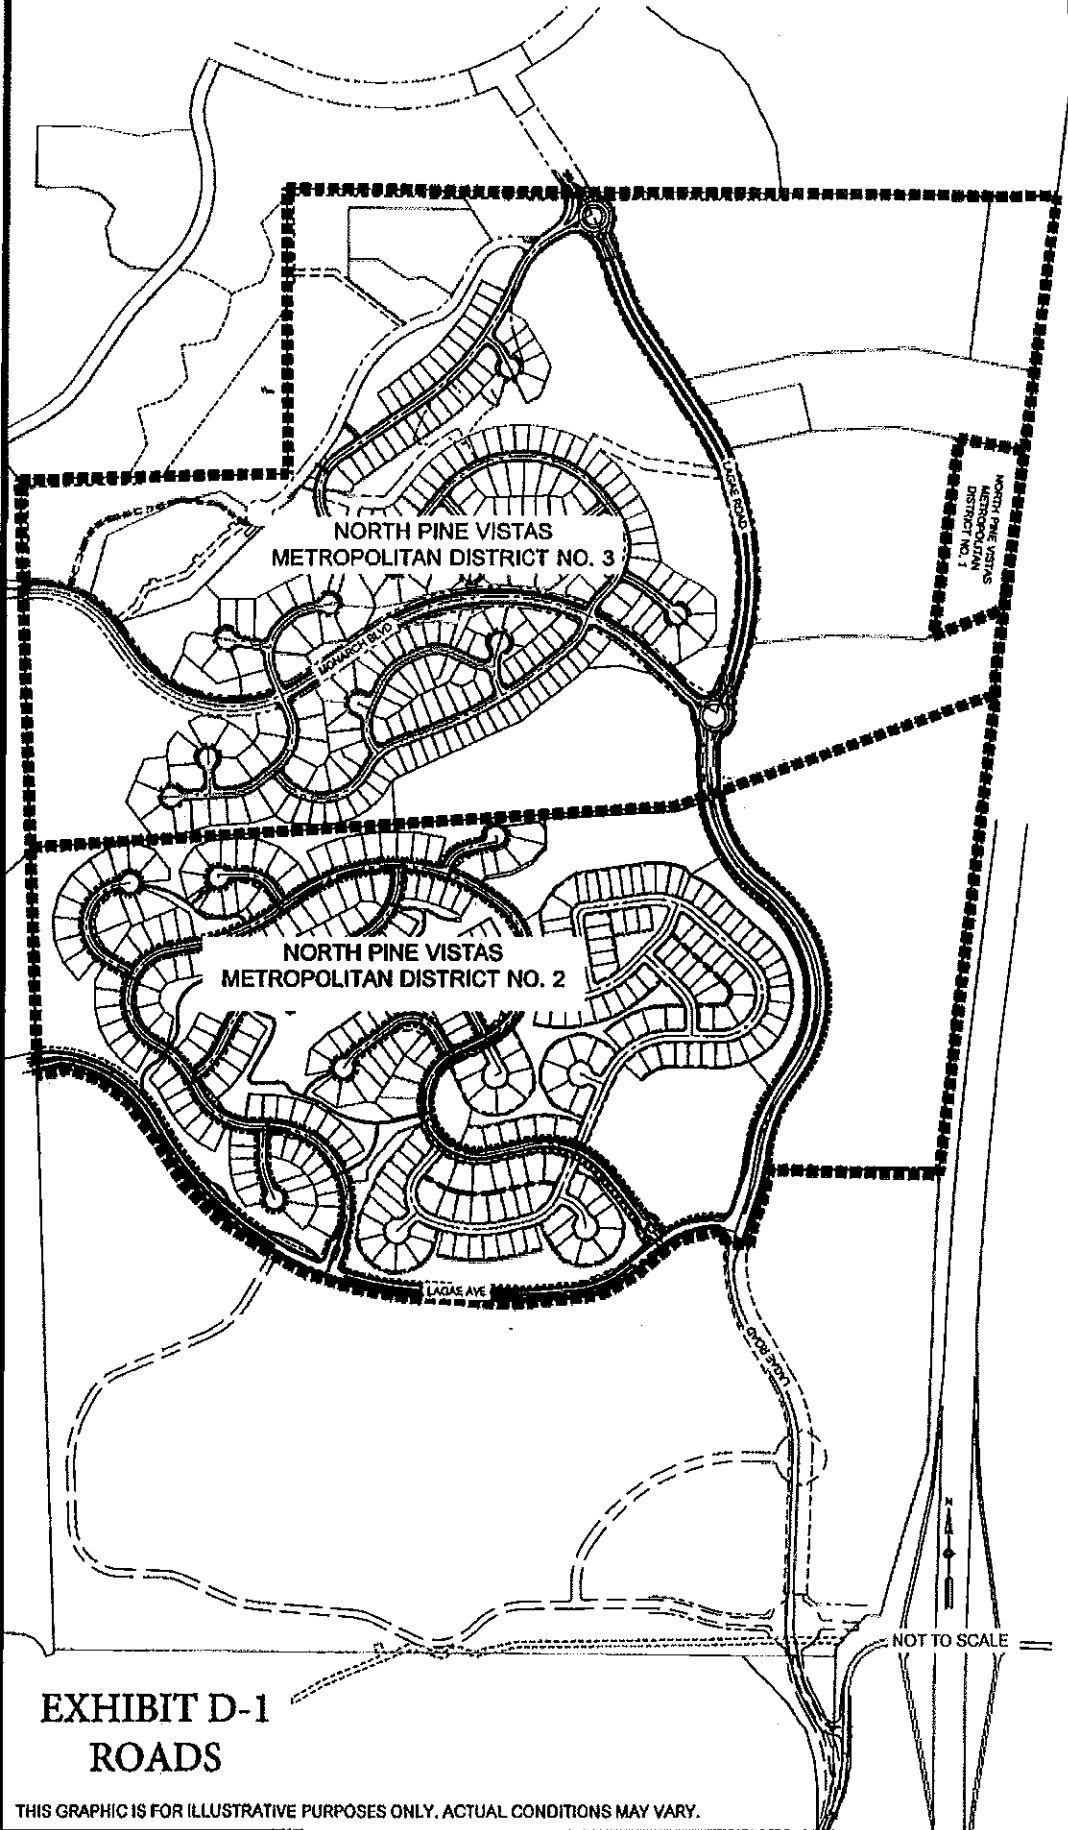 LAGAE ROAD
NORTH PINE VISTAS
METROPOLITAN
DISTRICT NO. 1
NORTH PINE VISTAS
METROPOLITAN DISTRICT NO. 3
MONARCH BLVD
NORTH PINE VISTAS
METROPOLITAN DISTRICT NO. 2
LAGAE AVE
LAGAE ROAD
N
NOT TO SCALE
EXHIBIT D-1
ROADS
THIS GRAPHIC IS FOR ILLUSTRATIVE PURPOSES ONLY. ACTUAL CONDITIONS MAY VARY.